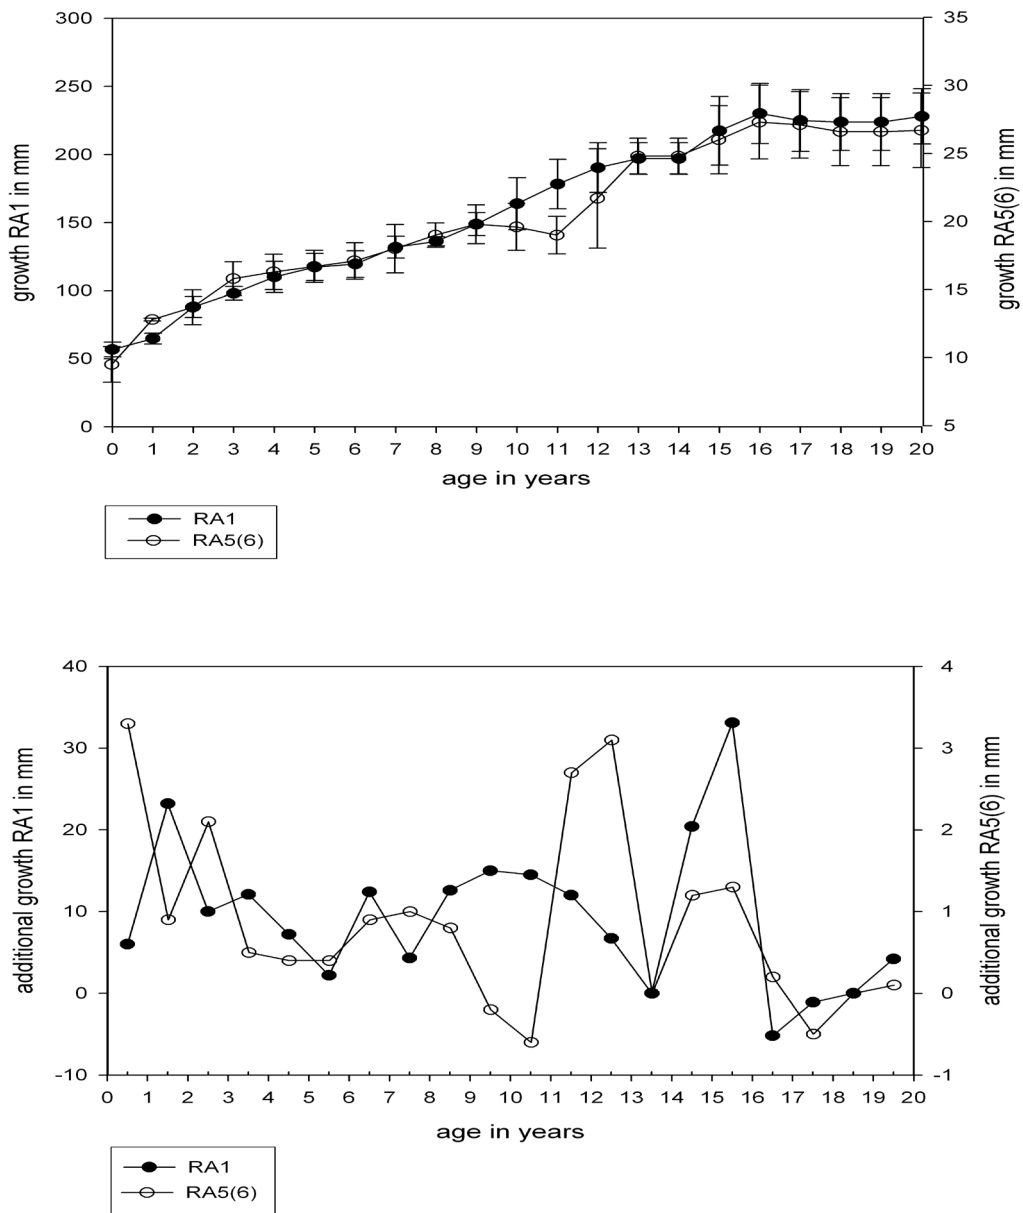 300
250
200
150
100
50
0
35
30
25
20
15
10
5
growth RA1 in mm
growth RA5(6) in mm
0 1 2 3 4 5 6 7 8 9 10 11 12 13 14 15 16 17 18 19 20
age in years
RA1
RA5(6)
40
30
20
10
0
-10
4
3
2
1
0
-1
additional growth RA1 in mm
additional growth RA5(6) in mm
0 1 2 3 4 5 6 7 8 9 10 11 12 13 14 15 16 17 18 19 20
age in years
RA1
RA5(6)